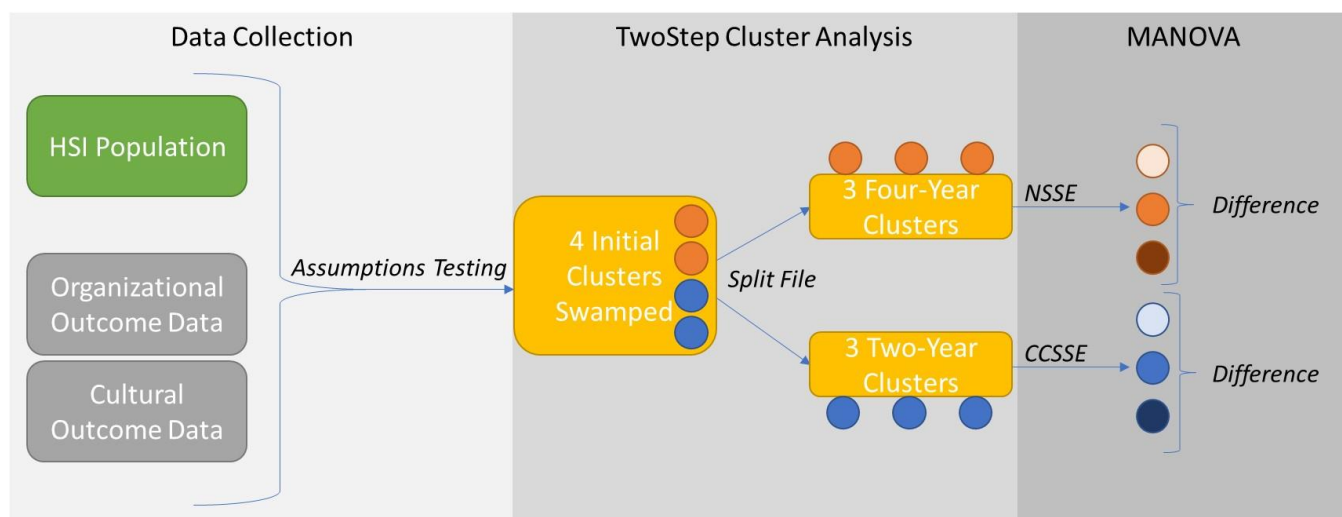 Data Collection
TwoStep Cluster Analysis
MANOVA
HSI Population
Organizational
Outcome Data
Cultural
Outcome Data
Assumptions Testing
4 Initial
Clusters
Swamped
Split File
3 Four-Year
Clusters
3 Two-Year
Clusters
NSSE
CCSSE
Difference
Difference